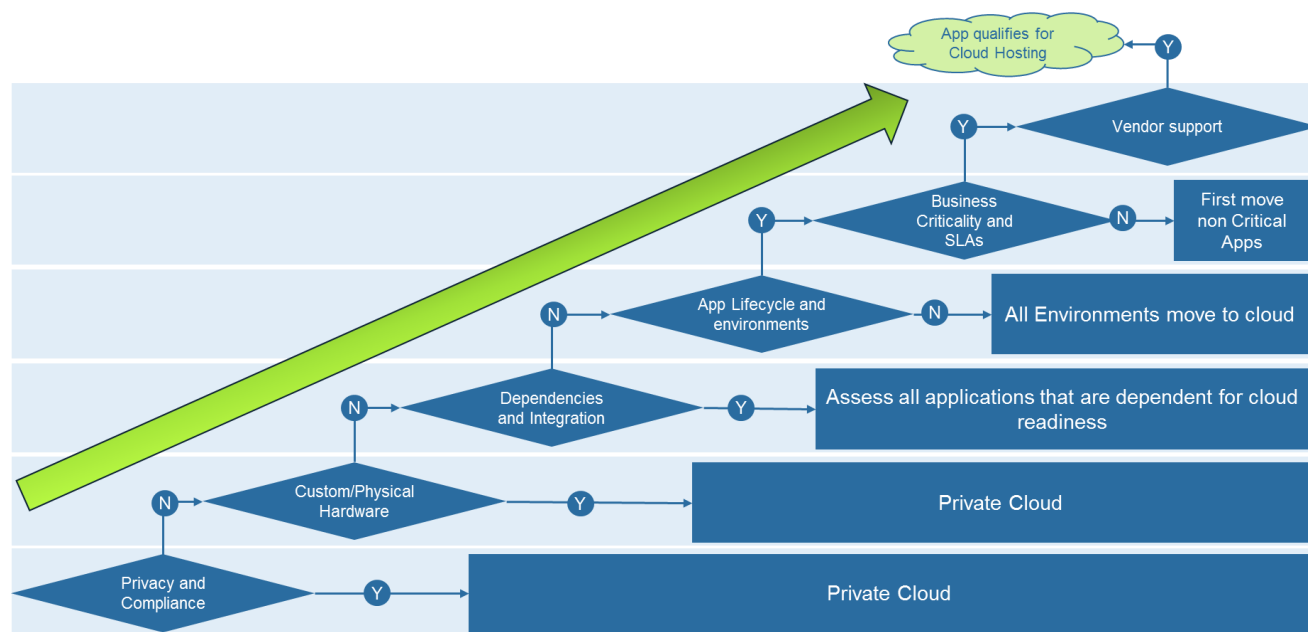 App qualifies for
Cloud Hosting
Y
Vendor support
Y
Business
Criticality and
SLAs
N
First move
non Critical
Apps
Y
App Lifecycle and
environments
N
All Environments move to cloud
N
Dependencies
and Integration
Y
Assess all applications that are dependent for cloud
readiness
N
Custom/Physical
Hardware
Y
Private Cloud
N
Privacy and
Compliance
Y
Private Cloud